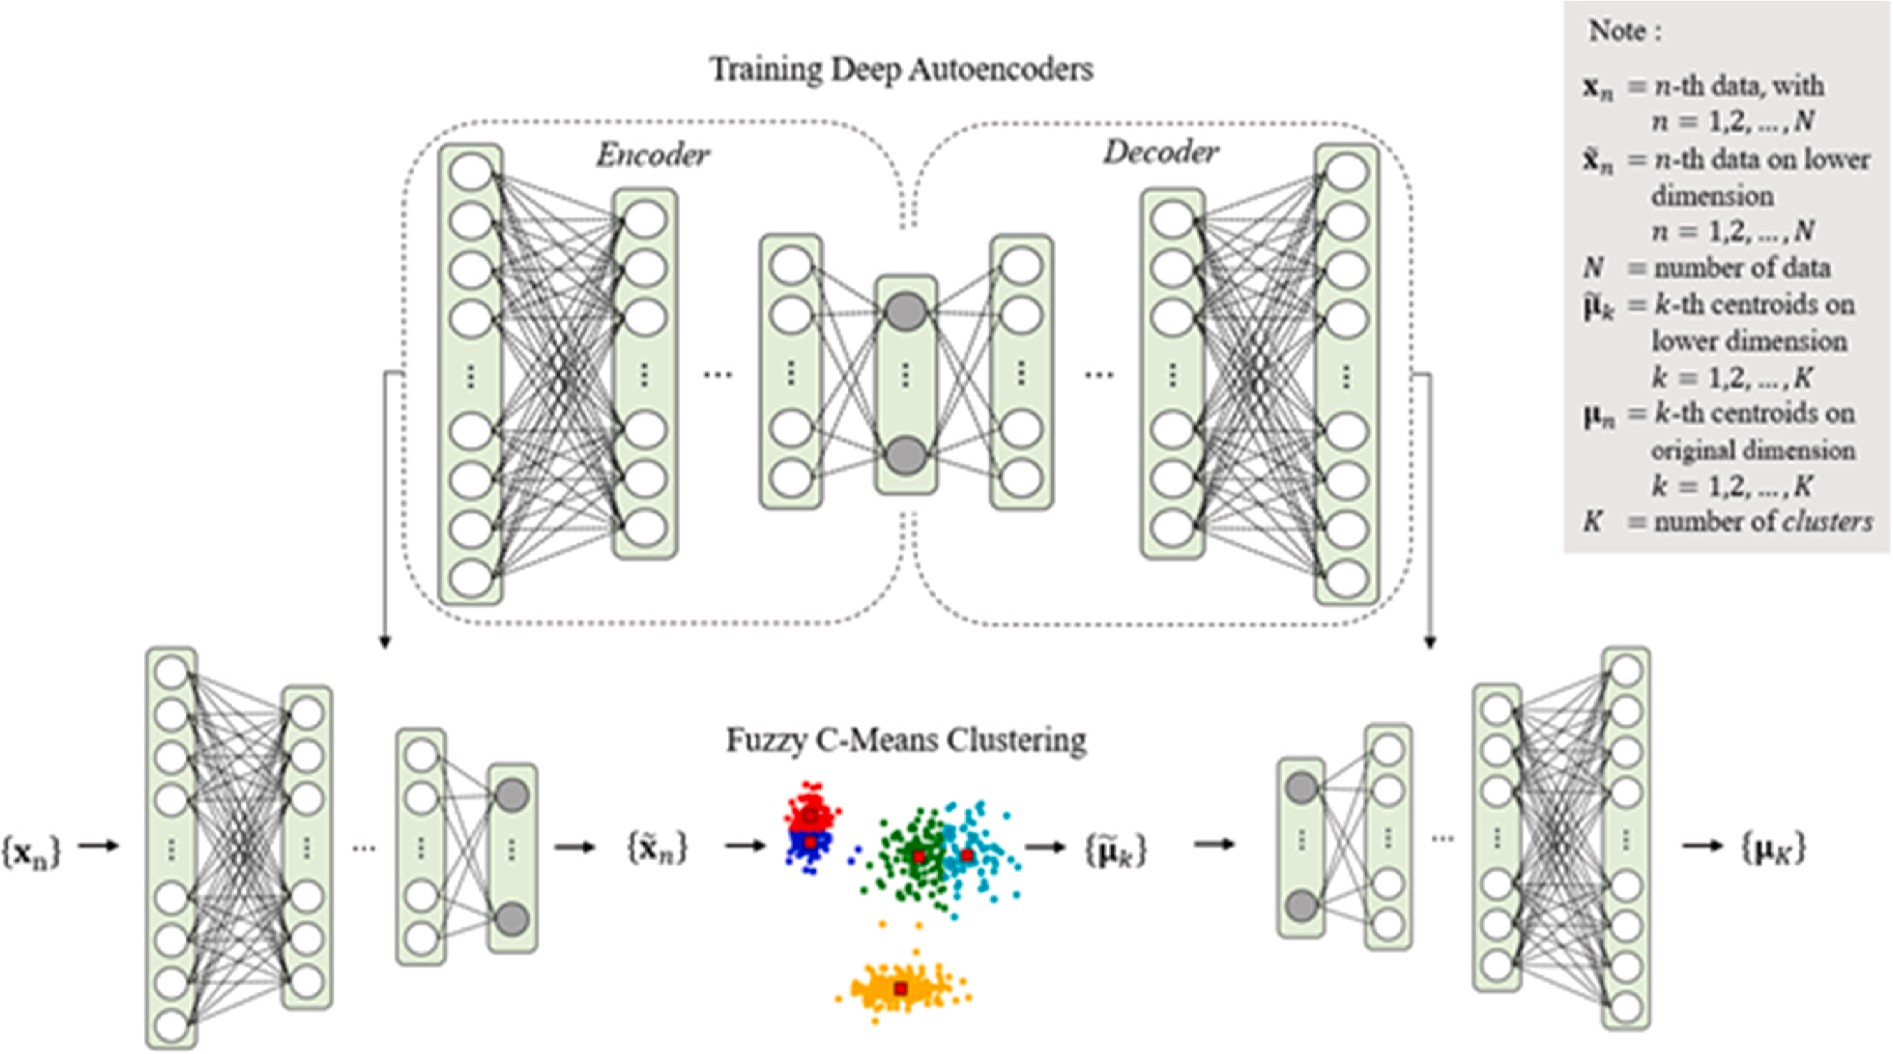 Training Deep Autoencoders
Encoder
Decoder
...
...
Note :
𝐱ₙ = n-th data, with
n = 1,2, ..., N
𝐱̃ₙ = n-th data on lower
dimension
n = 1,2, ..., N
N = number of data
𝛍̃ₖ = k-th centroids on
lower dimension
k = 1,2, ..., K
𝛍ₙ = k-th centroids on
original dimension
k = 1,2, ..., K
K = number of clusters
Fuzzy C-Means Clustering
{𝐱ₙ} → ... → {𝐱̃ₙ} → → {𝛍̃ₖ} → ... → {𝛍_K}